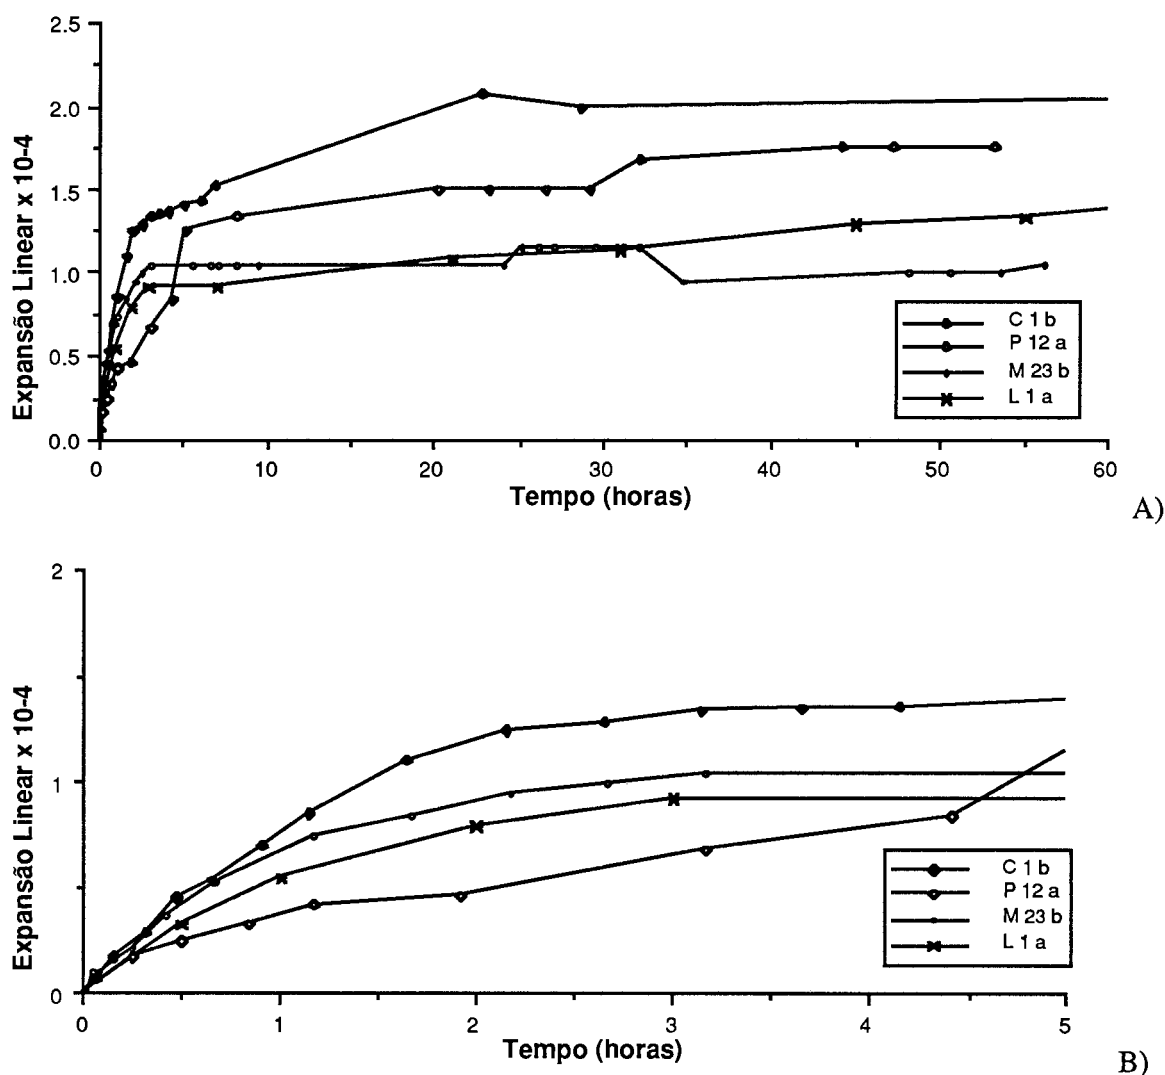 2.5
2.0
1.5
1.0
0.5
0.0
Expansão Linear x 10-4
C 1 b
P 12 a
M 23 b
L 1 a
0 10 20 30 40 50 60
Tempo (horas)
A)
2
1
0
Expansão Linear x 10-4
C 1 b
P 12 a
M 23 b
L 1 a
0 1 2 3 4 5
Tempo (horas)
B)